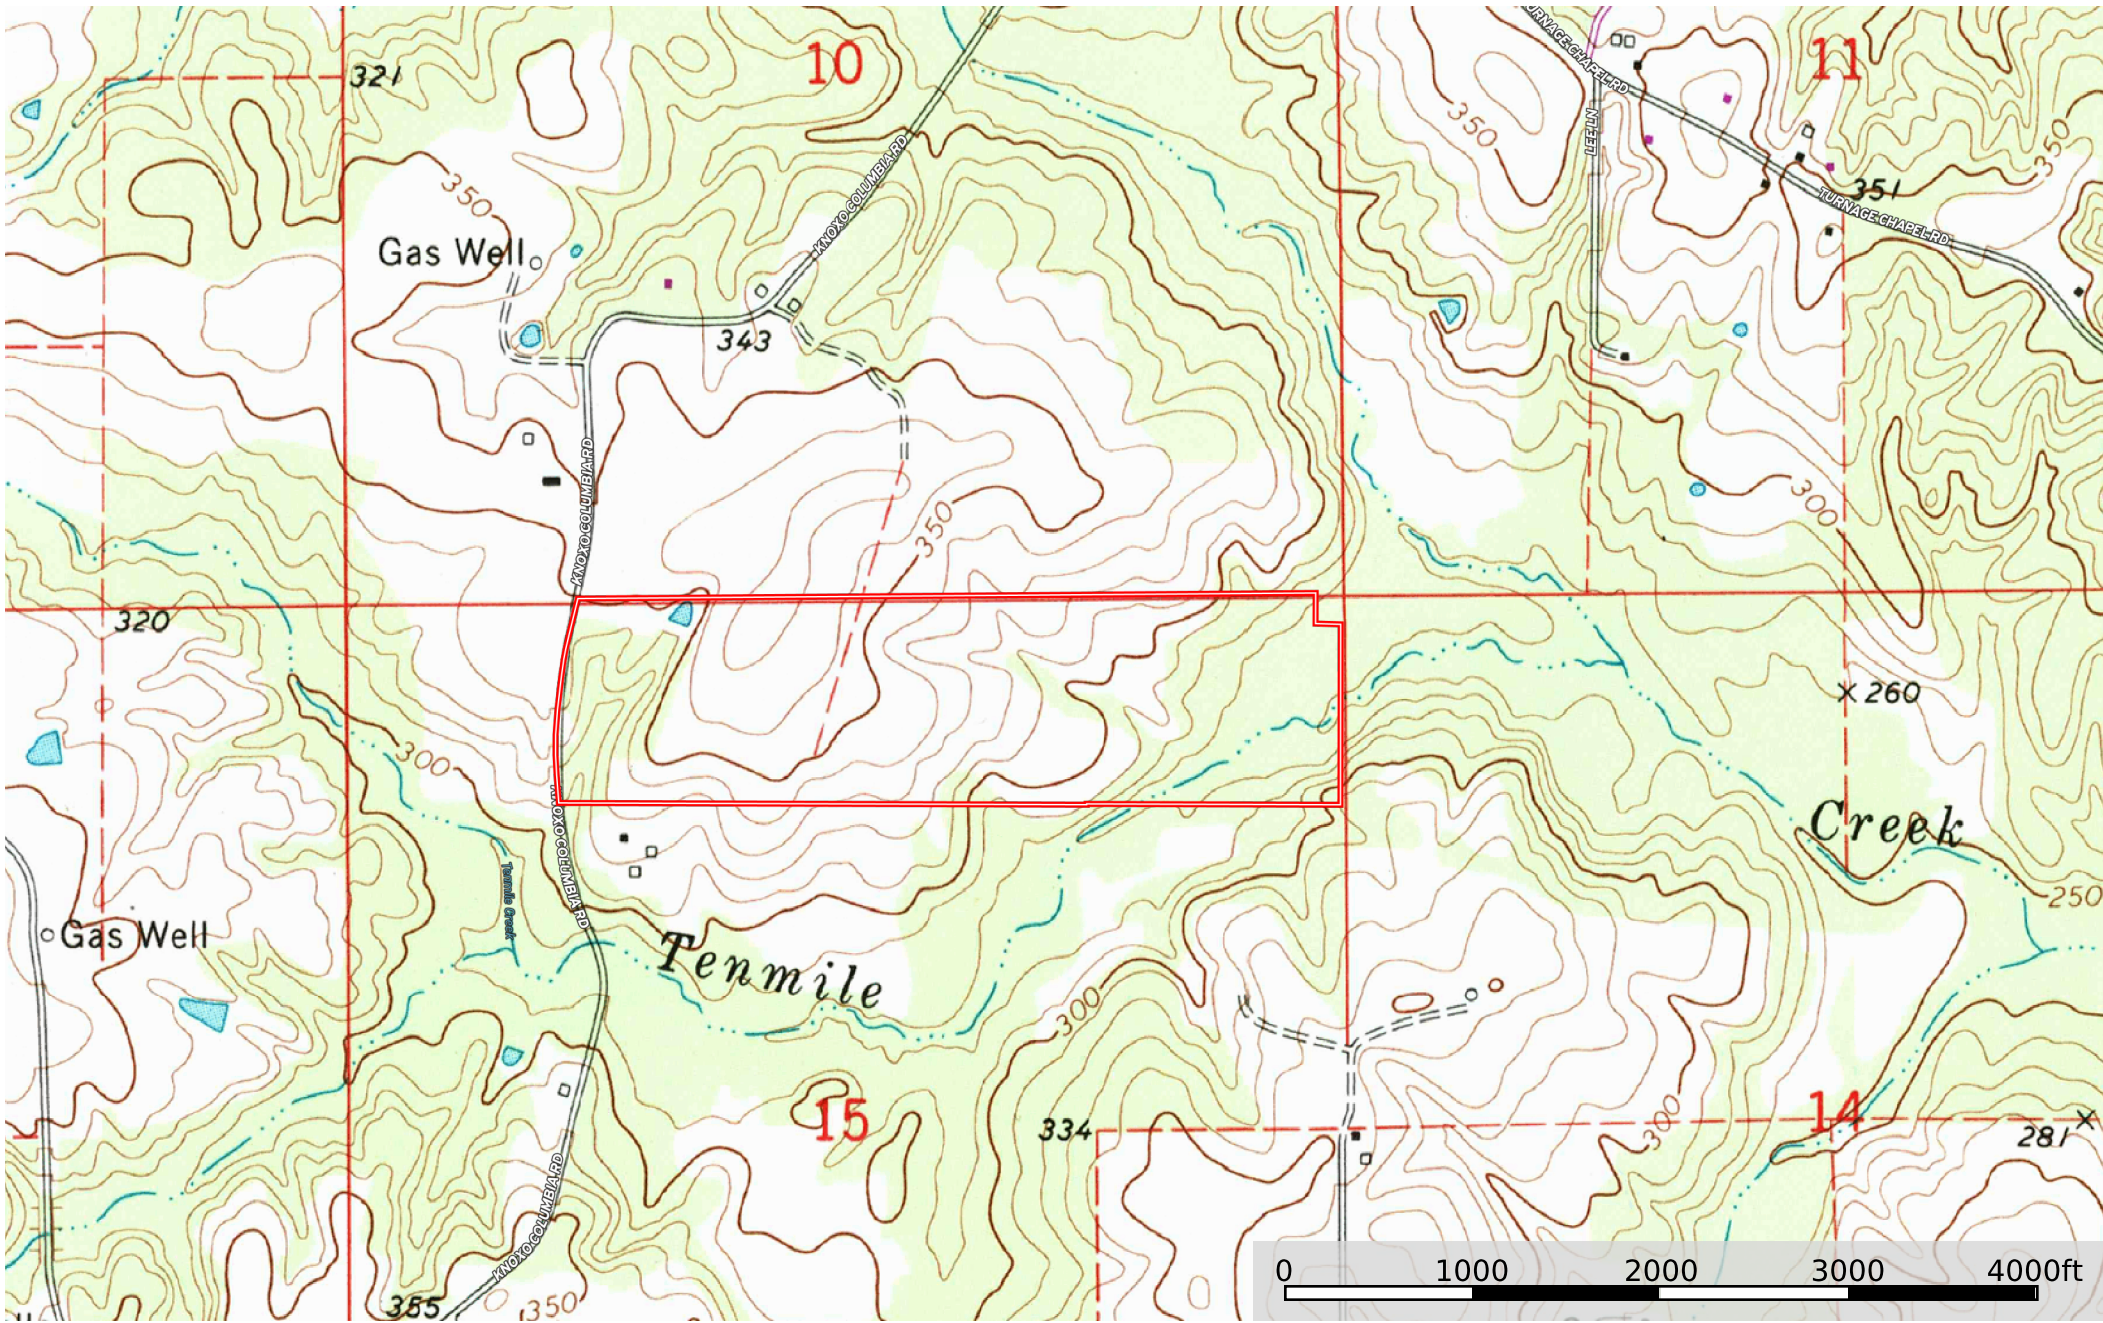 TURNAGE CHAPEL RD
10
11
321
350
350
LEE LN
KNOXO COLUMBIA RD
350
351
TURNAGE CHAPEL RD
Gas Well
343
300
350
KNOXO COLUMBIA RD
320
260
300
Creek
KNOXO COLUMBIA RD
Tenmile Creek
250
Gas Well
Tenmile
300
15
334
14
300
281
KNOXO COLUMBIA RD
355
350
0 1000 2000 3000 4000ft